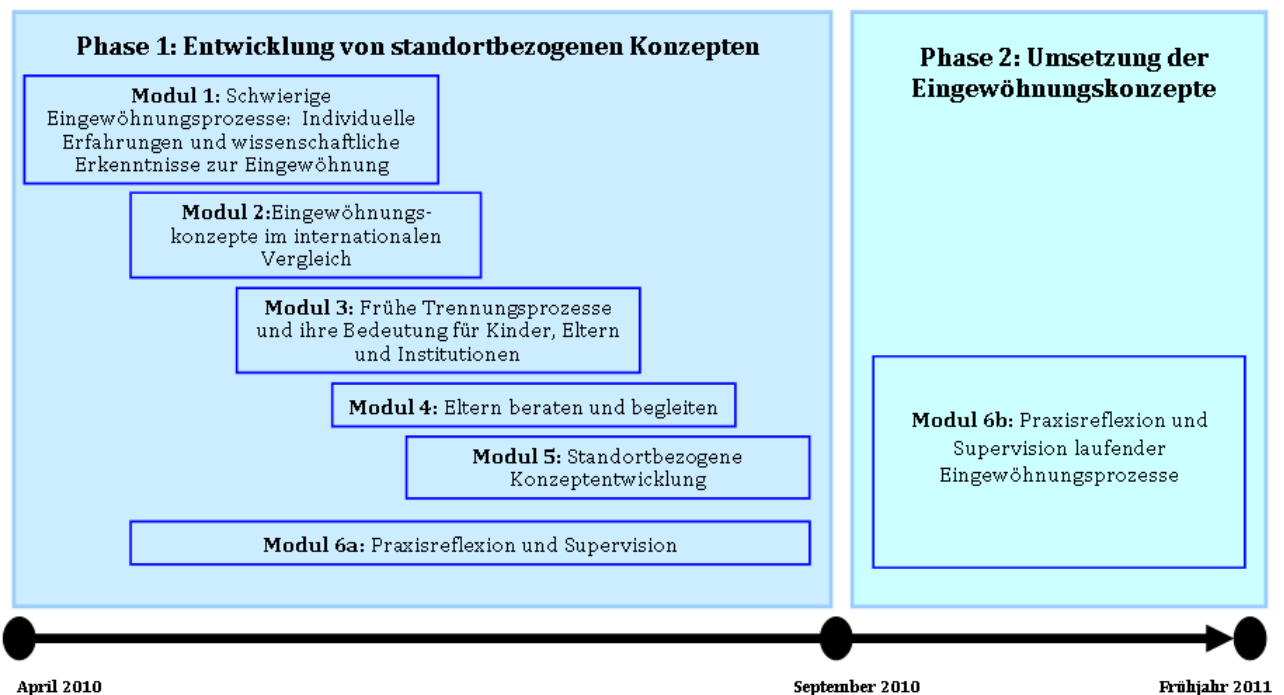 Phase 1: Entwicklung von standortbezogenen Konzepten
Modul 1: Schwierige
Eingewöhnungsprozesse: Individuelle
Erfahrungen und wissenschaftliche
Erkenntnisse zur Eingewöhnung
Modul 2:Eingewöhnungs-
konzepte im internationalen
Vergleich
Modul 3: Frühe Trennungsprozesse
und ihre Bedeutung für Kinder, Eltern
und Institutionen
Modul 4: Eltern beraten und begleiten
Modul 5: Standortbezogene
Konzeptentwicklung
Modul 6a: Praxisreflexion und Supervision
Phase 2: Umsetzung der
Eingewöhnungskonzepte
Modul 6b: Praxisreflexion und
Supervision laufender
Eingewöhnungsprozesse
April 2010
September 2010
Frühjahr 2011